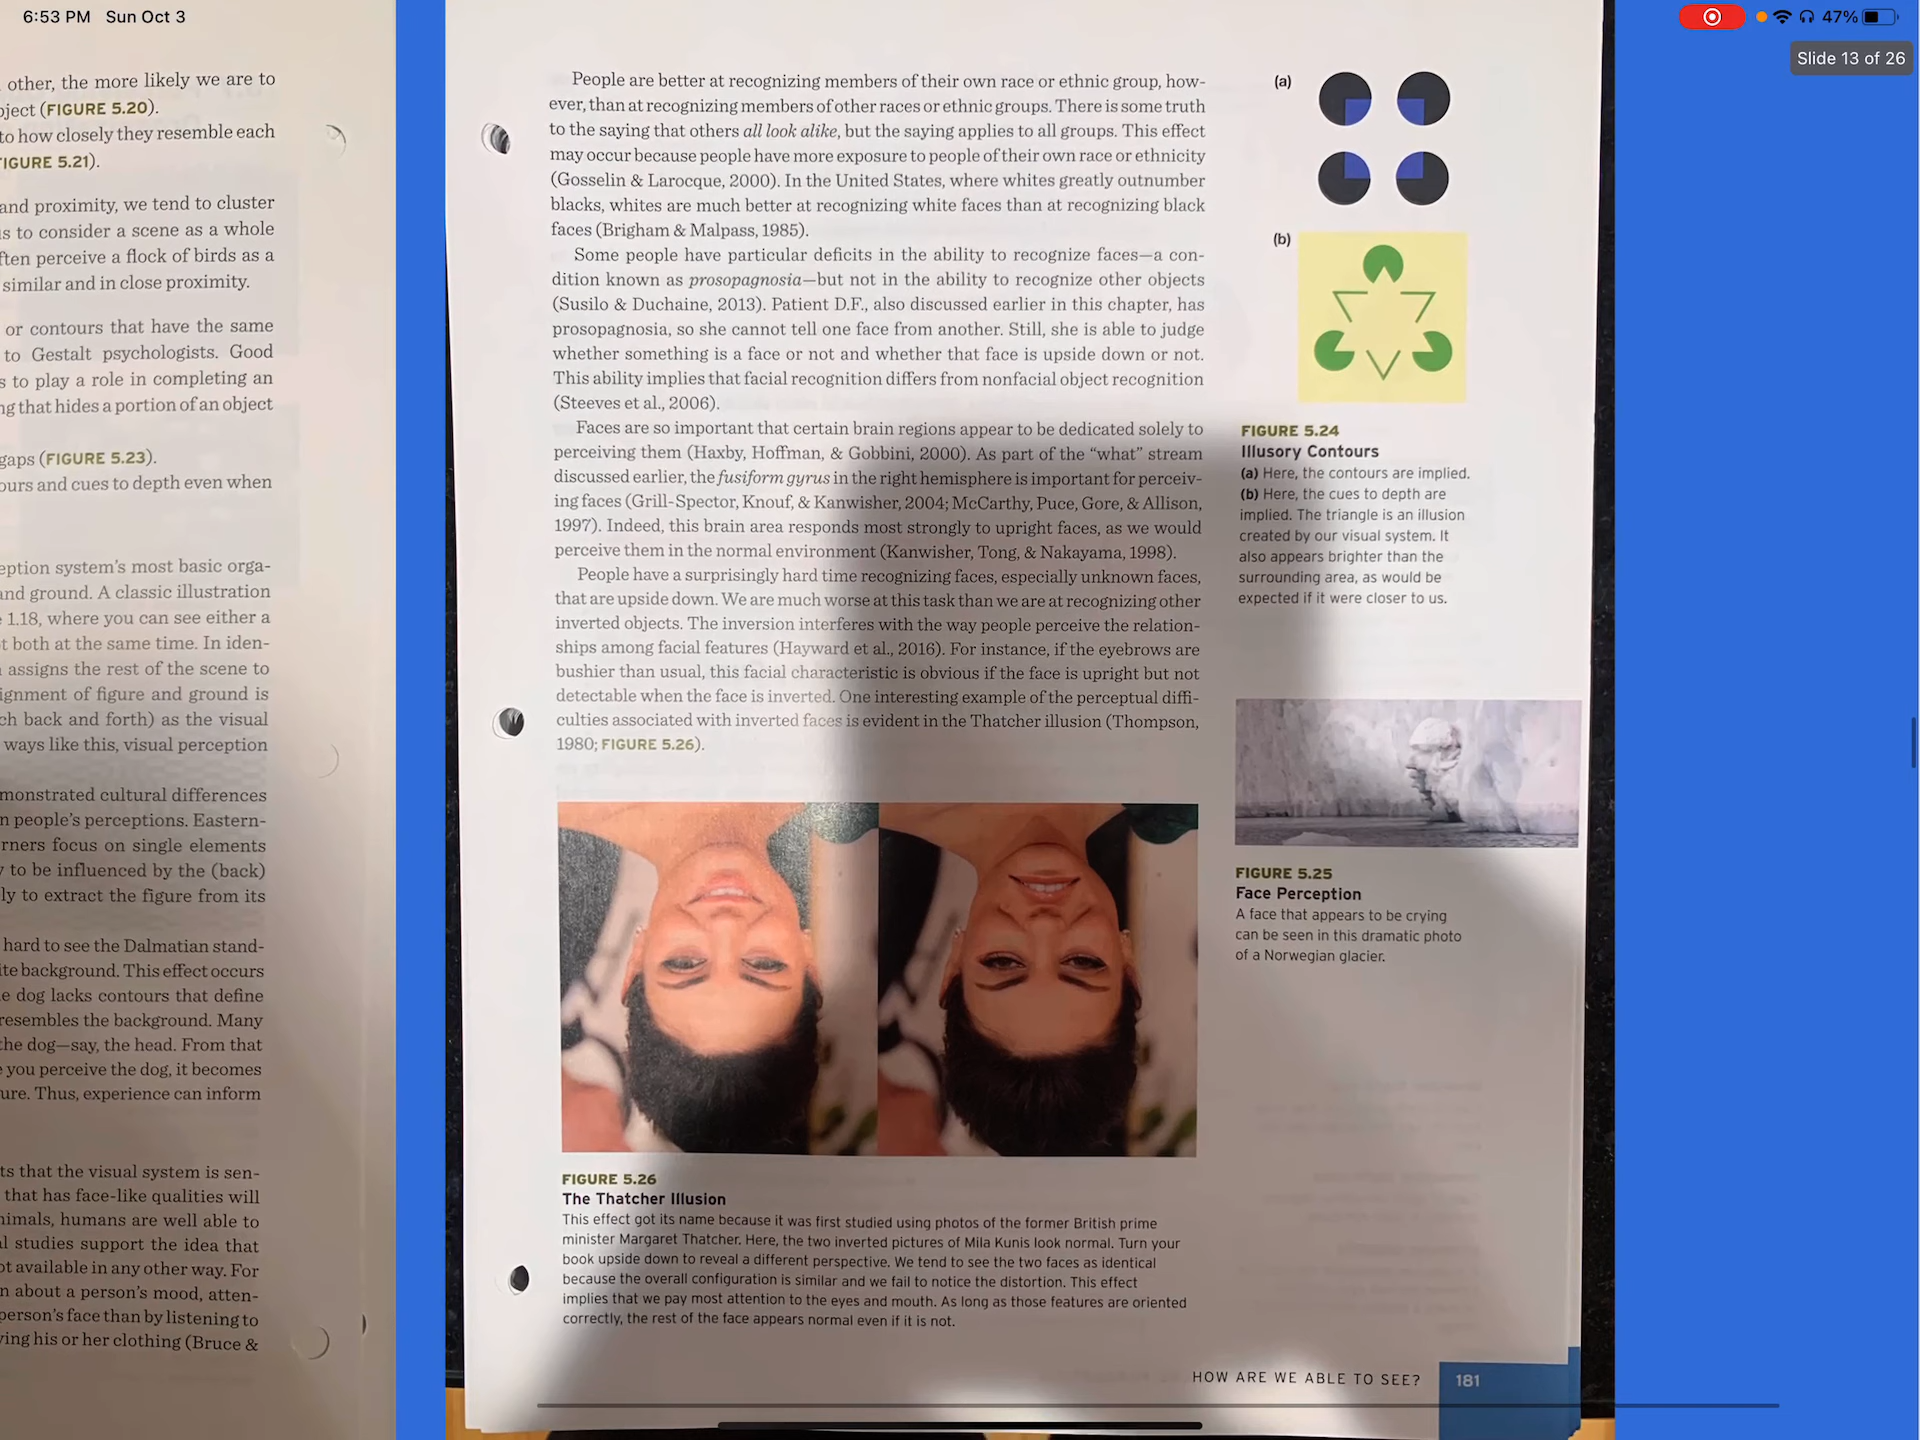 6:53 PM Sun Oct 3
47%
Slide 13 of 26
other, the more likely we are to
ject (FIGURE 5.20).
to how closely they resemble each
IGURE 5.21).
and proximity, we tend to cluster
us to consider a scene as a whole
ften perceive a flock of birds as a
similar and in close proximity.
or contours that have the same
to Gestalt psychologists. Good
s to play a role in completing an
ng that hides a portion of an object
gaps (FIGURE 5.23).
ours and cues to depth even when
eption system's most basic orga-
and ground. A classic illustration
1.18, where you can see either a
t both at the same time. In iden-
assigns the rest of the scene to
ignment of figure and ground is
ch back and forth) as the visual
ways like this, visual perception
monstrated cultural differences
n people's perceptions. Eastern-
rners focus on single elements
y to be influenced by the (back)
ly to extract the figure from its
hard to see the Dalmatian stand-
ite background. This effect occurs
e dog lacks contours that define
resembles the background. Many
the dog—say, the head. From that
e you perceive the dog, it becomes
ure. Thus, experience can inform
ts that the visual system is sen-
that has face-like qualities will
nimals, humans are well able to
al studies support the idea that
ot available in any other way. For
n about a person's mood, atten-
person's face than by listening to
ying his or her clothing (Bruce &
People are better at recognizing members of their own race or ethnic group, how-
ever, than at recognizing members of other races or ethnic groups. There is some truth
to the saying that others all look alike, but the saying applies to all groups. This effect
may occur because people have more exposure to people of their own race or ethnicity
(Gosselin & Larocque, 2000). In the United States, where whites greatly outnumber
blacks, whites are much better at recognizing white faces than at recognizing black
faces (Brigham & Malpass, 1985).
Some people have particular deficits in the ability to recognize faces—a con-
dition known as prosopagnosia—but not in the ability to recognize other objects
(Susilo & Duchaine, 2013). Patient D.F., also discussed earlier in this chapter, has
prosopagnosia, so she cannot tell one face from another. Still, she is able to judge
whether something is a face or not and whether that face is upside down or not.
This ability implies that facial recognition differs from nonfacial object recognition
(Steeves et al., 2006).
Faces are so important that certain brain regions appear to be dedicated solely to
perceiving them (Haxby, Hoffman, & Gobbini, 2000). As part of the “what” stream
discussed earlier, the fusiform gyrus in the right hemisphere is important for perceiv-
ing faces (Grill-Spector, Knouf, & Kanwisher, 2004; McCarthy, Puce, Gore, & Allison,
1997). Indeed, this brain area responds most strongly to upright faces, as we would
perceive them in the normal environment (Kanwisher, Tong, & Nakayama, 1998).
People have a surprisingly hard time recognizing faces, especially unknown faces,
that are upside down. We are much worse at this task than we are at recognizing other
inverted objects. The inversion interferes with the way people perceive the relation-
ships among facial features (Hayward et al., 2016). For instance, if the eyebrows are
bushier than usual, this facial characteristic is obvious if the face is upright but not
detectable when the face is inverted. One interesting example of the perceptual diffi-
culties associated with inverted faces is evident in the Thatcher illusion (Thompson,
1980; FIGURE 5.26).
FIGURE 5.26
The Thatcher Illusion
This effect got its name because it was first studied using photos of the former British prime
minister Margaret Thatcher. Here, the two inverted pictures of Mila Kunis look normal. Turn your
book upside down to reveal a different perspective. We tend to see the two faces as identical
because the overall configuration is similar and we fail to notice the distortion. This effect
implies that we pay most attention to the eyes and mouth. As long as those features are oriented
correctly, the rest of the face appears normal even if it is not.
(a)
(b)
FIGURE 5.24
Illusory Contours
(a) Here, the contours are implied.
(b) Here, the cues to depth are
implied. The triangle is an illusion
created by our visual system. It
also appears brighter than the
surrounding area, as would be
expected if it were closer to us.
FIGURE 5.25
Face Perception
A face that appears to be crying
can be seen in this dramatic photo
of a Norwegian glacier.
HOW ARE WE ABLE TO SEE? 181